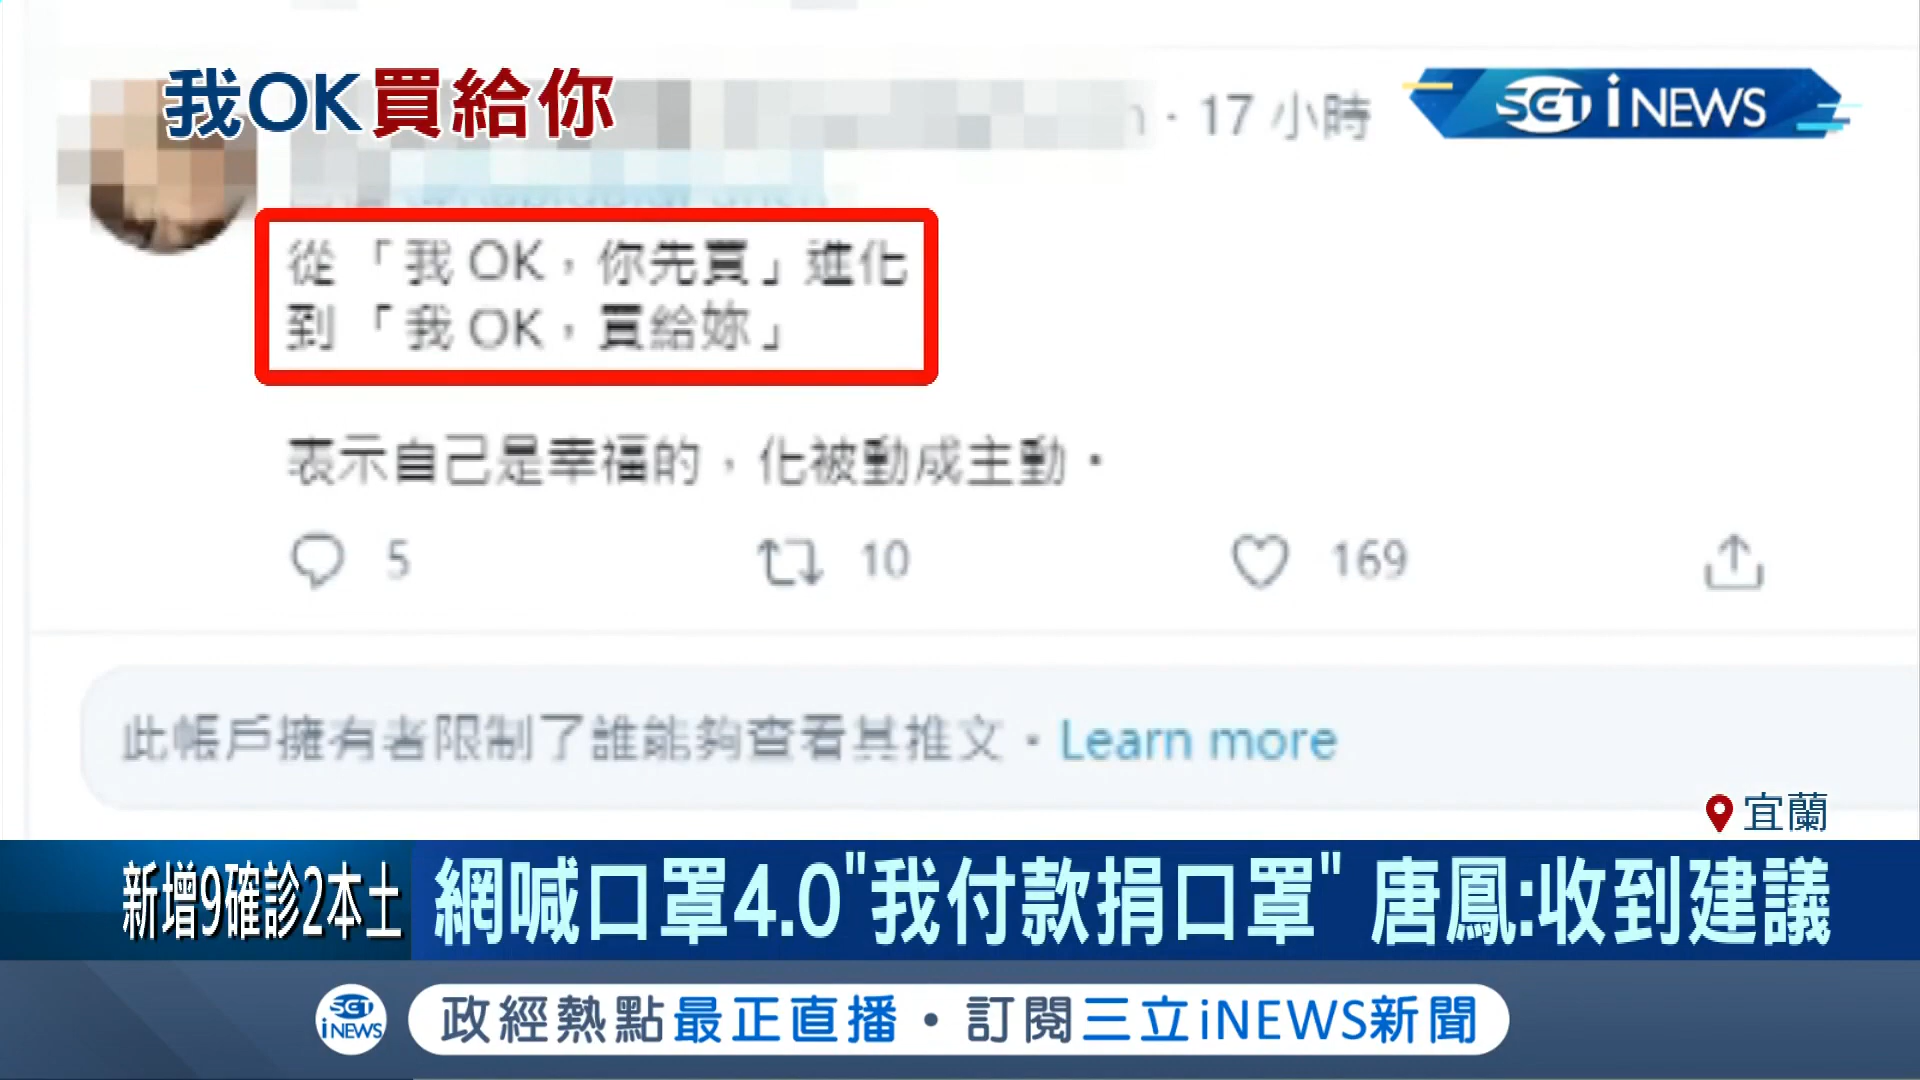 我OK買給你
· 17 小時
SET iNEWS
從「我 OK，你先買」進化
到「我 OK，買給妳」
表示自己是幸福的，化被動成主動。
5
10
169
此帳戶擁有者限制了誰能夠查看其推文。Learn more
宜蘭
新增9確診2本土
網喊口罩4.0"我付款捐口罩" 唐鳳:收到建議
SET iNEWS
政經熱點最正直播・訂閱三立iNEWS新聞